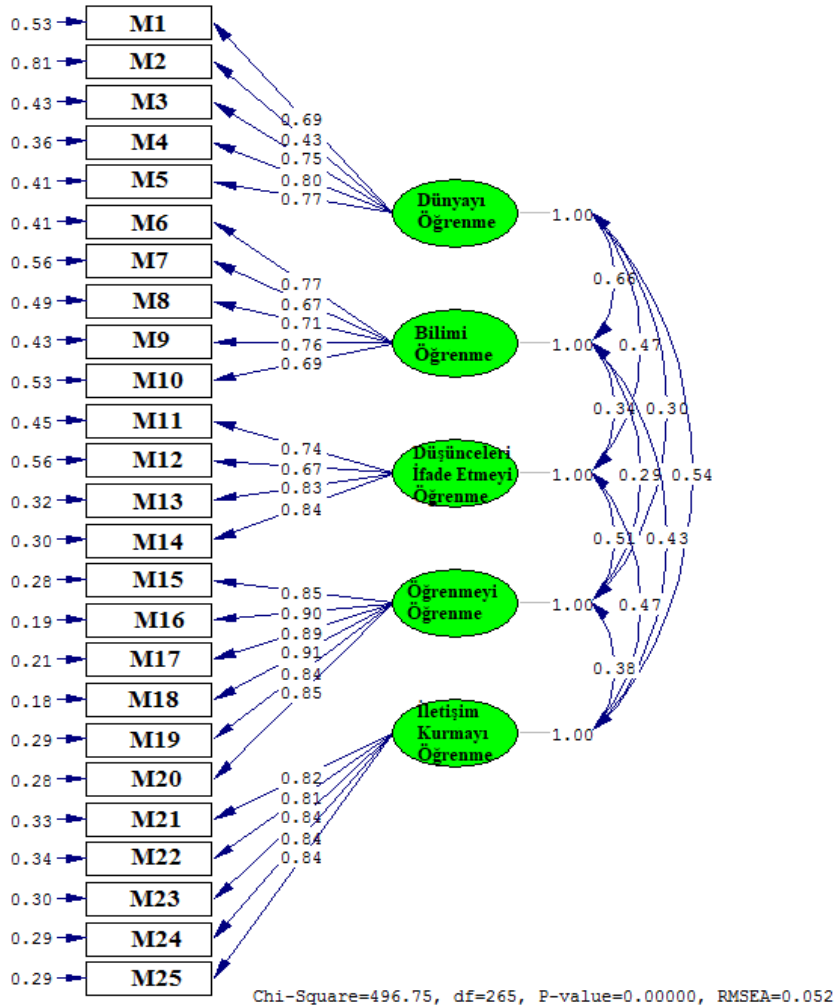 0.53 M1
0.81 M2
0.43 M3
0.36 M4
0.41 M5
0.41 M6
0.56 M7
0.49 M8
0.43 M9
0.53 M10
0.45 M11
0.56 M12
0.32 M13
0.30 M14
0.28 M15
0.19 M16
0.21 M17
0.18 M18
0.29 M19
0.28 M20
0.33 M21
0.34 M22
0.30 M23
0.29 M24
0.29 M25
0.69
0.43
0.75
0.80
0.77
0.77
0.67
0.71
0.76
0.69
0.74
0.67
0.83
0.84
0.85
0.90
0.89
0.91
0.84
0.85
0.82
0.81
0.84
0.84
0.84
Dünyayı
Öğrenme
Bilimi
Öğrenme
Düşünceleri
İfade Etmeyi
Öğrenme
Öğrenmeyi
Öğrenme
İletişim
Kurmayı
Öğrenme
1.00
1.00
1.00
1.00
1.00
0.66
0.47
0.34 0.30
0.29 0.54
0.51 0.43
0.47
0.38
Chi-Square=496.75, df=265, P-value=0.00000, RMSEA=0.052